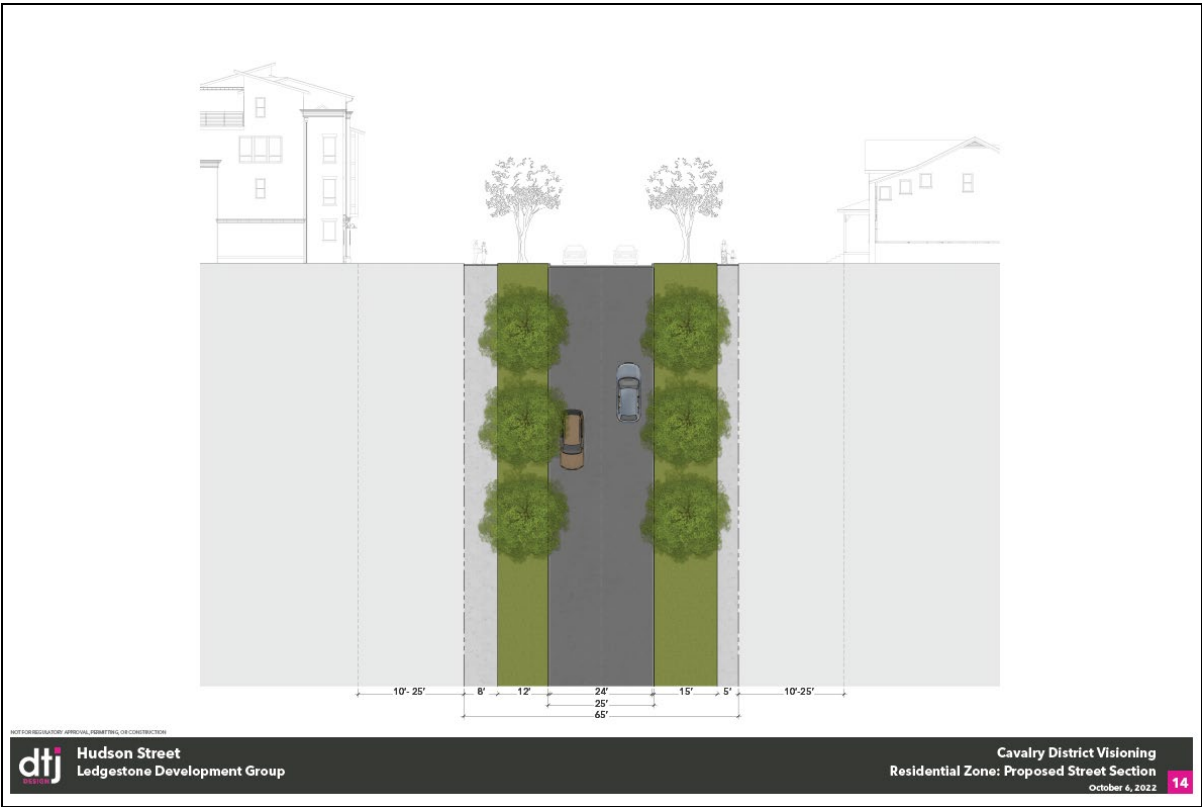 10'- 25'
8'
12'
24'
15'
5'
10'-25'
25'
65'
NOT FOR REGULATORY APPROVAL, PERMITTING, OR CONSTRUCTION
dtj
DESIGN
Hudson Street
Ledgestone Development Group
Cavalry District Visioning
Residential Zone: Proposed Street Section
October 6, 2022
14